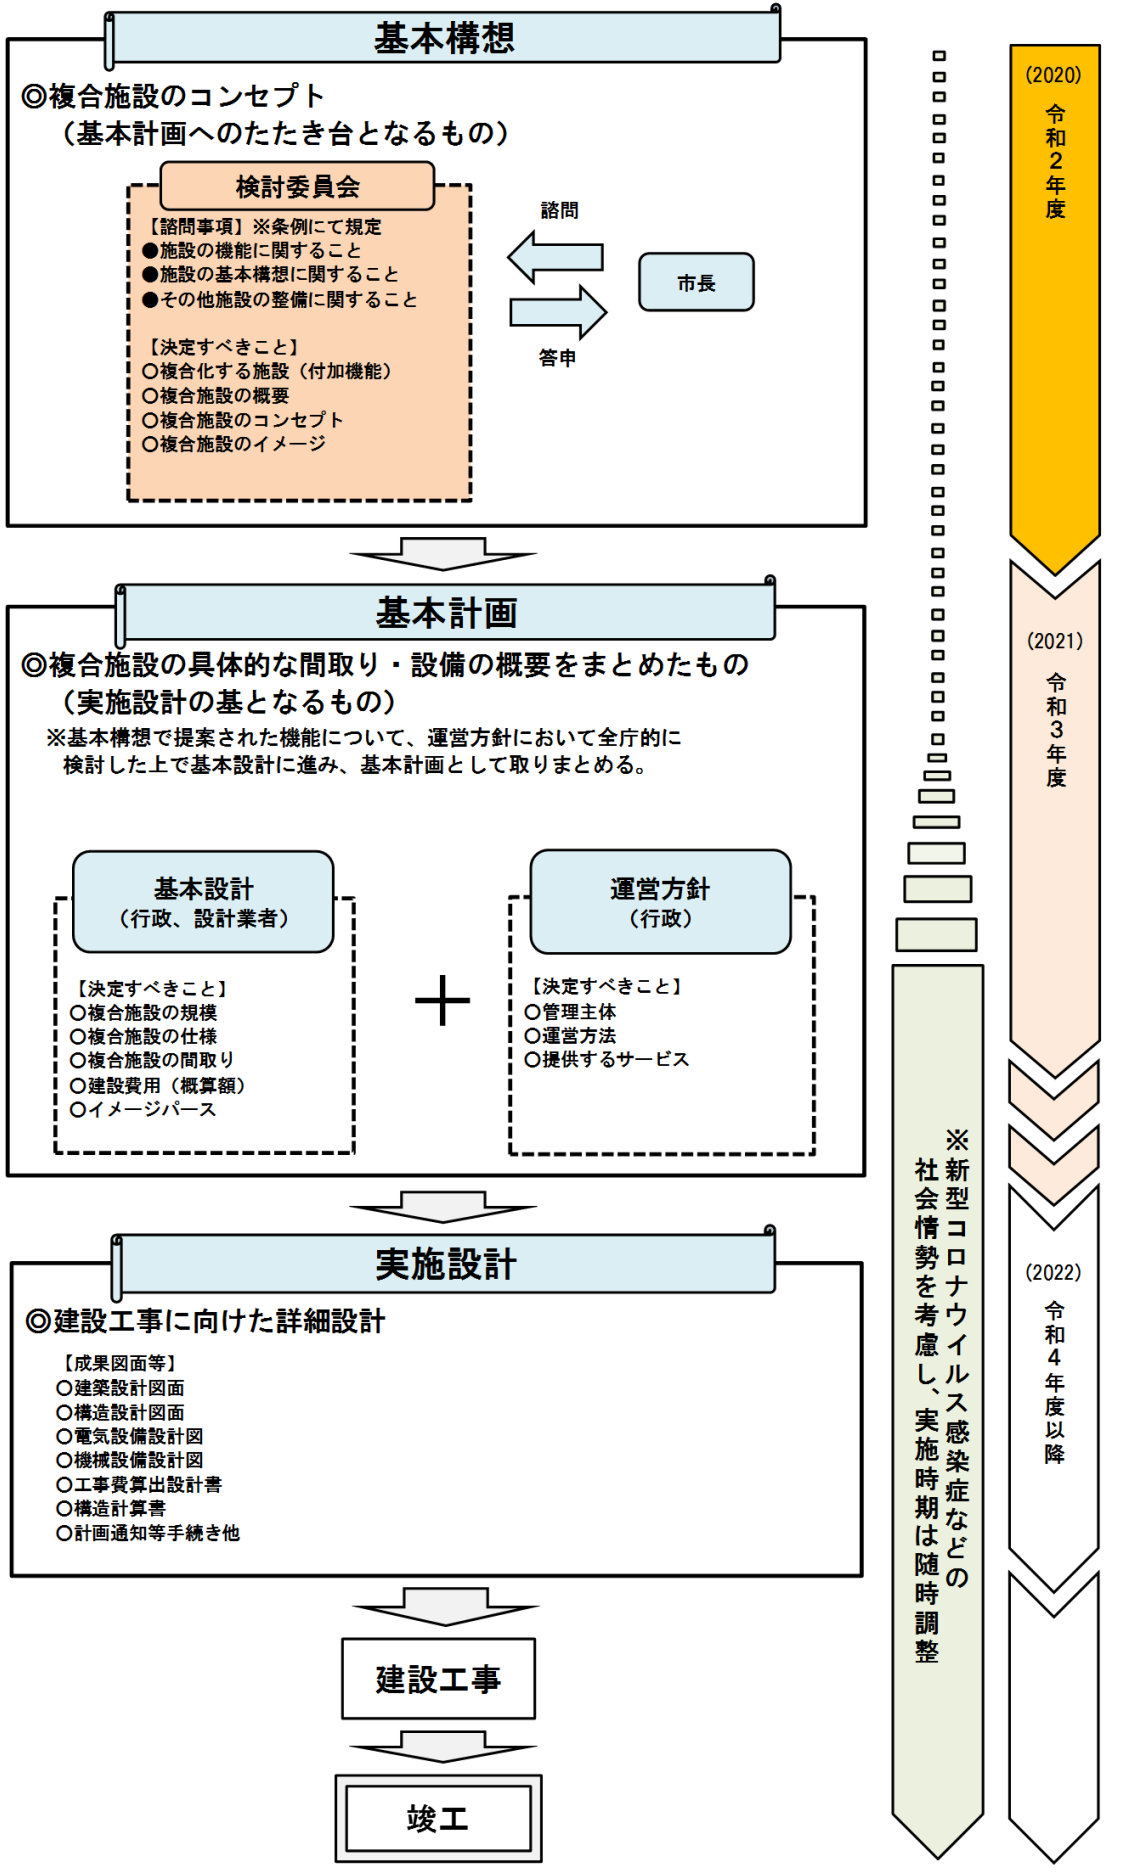 基本構想
◎複合施設のコンセプト
（基本計画へのたたき台となるもの）
検討委員会
【諮問事項】※条例にて規定
●施設の機能に関すること
●施設の基本構想に関すること
●その他施設の整備に関すること
【決定すべきこと】
○複合化する施設（付加機能）
○複合施設の概要
○複合施設のコンセプト
○複合施設のイメージ
諮問
答申
市長
基本計画
◎複合施設の具体的な間取り・設備の概要をまとめたもの
（実施設計の基となるもの）
※基本構想で提案された機能について、運営方針において全庁的に
検討した上で基本設計に進み、基本計画として取りまとめる。
基本設計
（行政、設計業者）
【決定すべきこと】
○複合施設の規模
○複合施設の仕様
○複合施設の間取り
○建設費用（概算額）
○イメージパース
＋
運営方針
（行政）
【決定すべきこと】
○管理主体
○運営方法
○提供するサービス
実施設計
◎建設工事に向けた詳細設計
【成果図面等】
○建築設計図面
○構造設計図面
○電気設備設計図
○機械設備設計図
○工事費算出設計書
○構造計算書
○計画通知等手続き他
建設工事
竣工
※新型コロナウイルス感染症などの
社会情勢を考慮し、実施時期は随時調整
（2020）
令和２年度
（2021）
令和３年度
（2022）
令和４年度以降